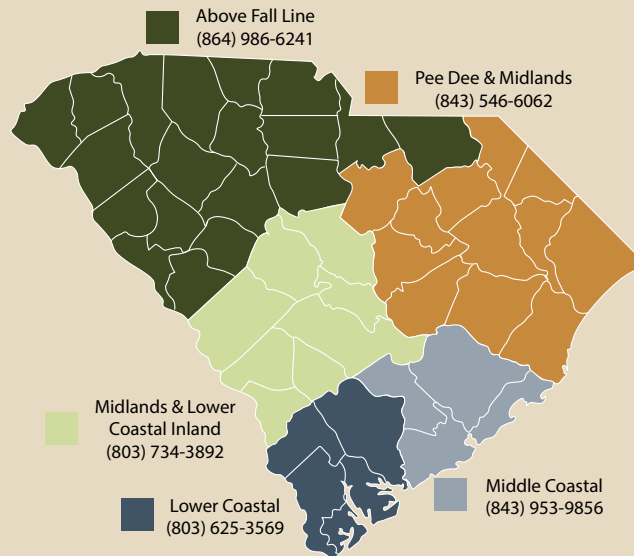 Above Fall Line
(864) 986-6241
Pee Dee & Midlands
(843) 546-6062
Midlands & Lower
Coastal Inland
(803) 734-3892
Lower Coastal
(803) 625-3569
Middle Coastal
(843) 953-9856